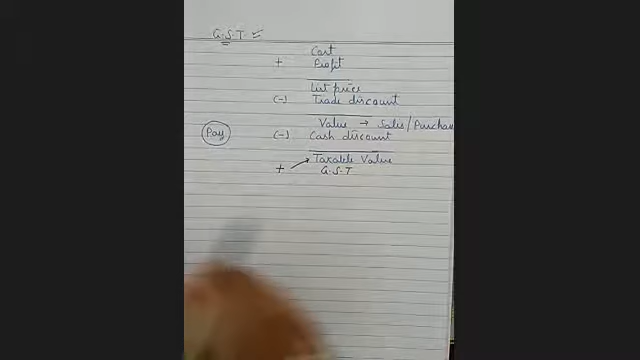 G.S.T.
Cost
+ Profit
List price
(-) Trade discount
Value → Sales/Purchase
Pay (-) Cash discount
Taxable Value
+ G.S.T